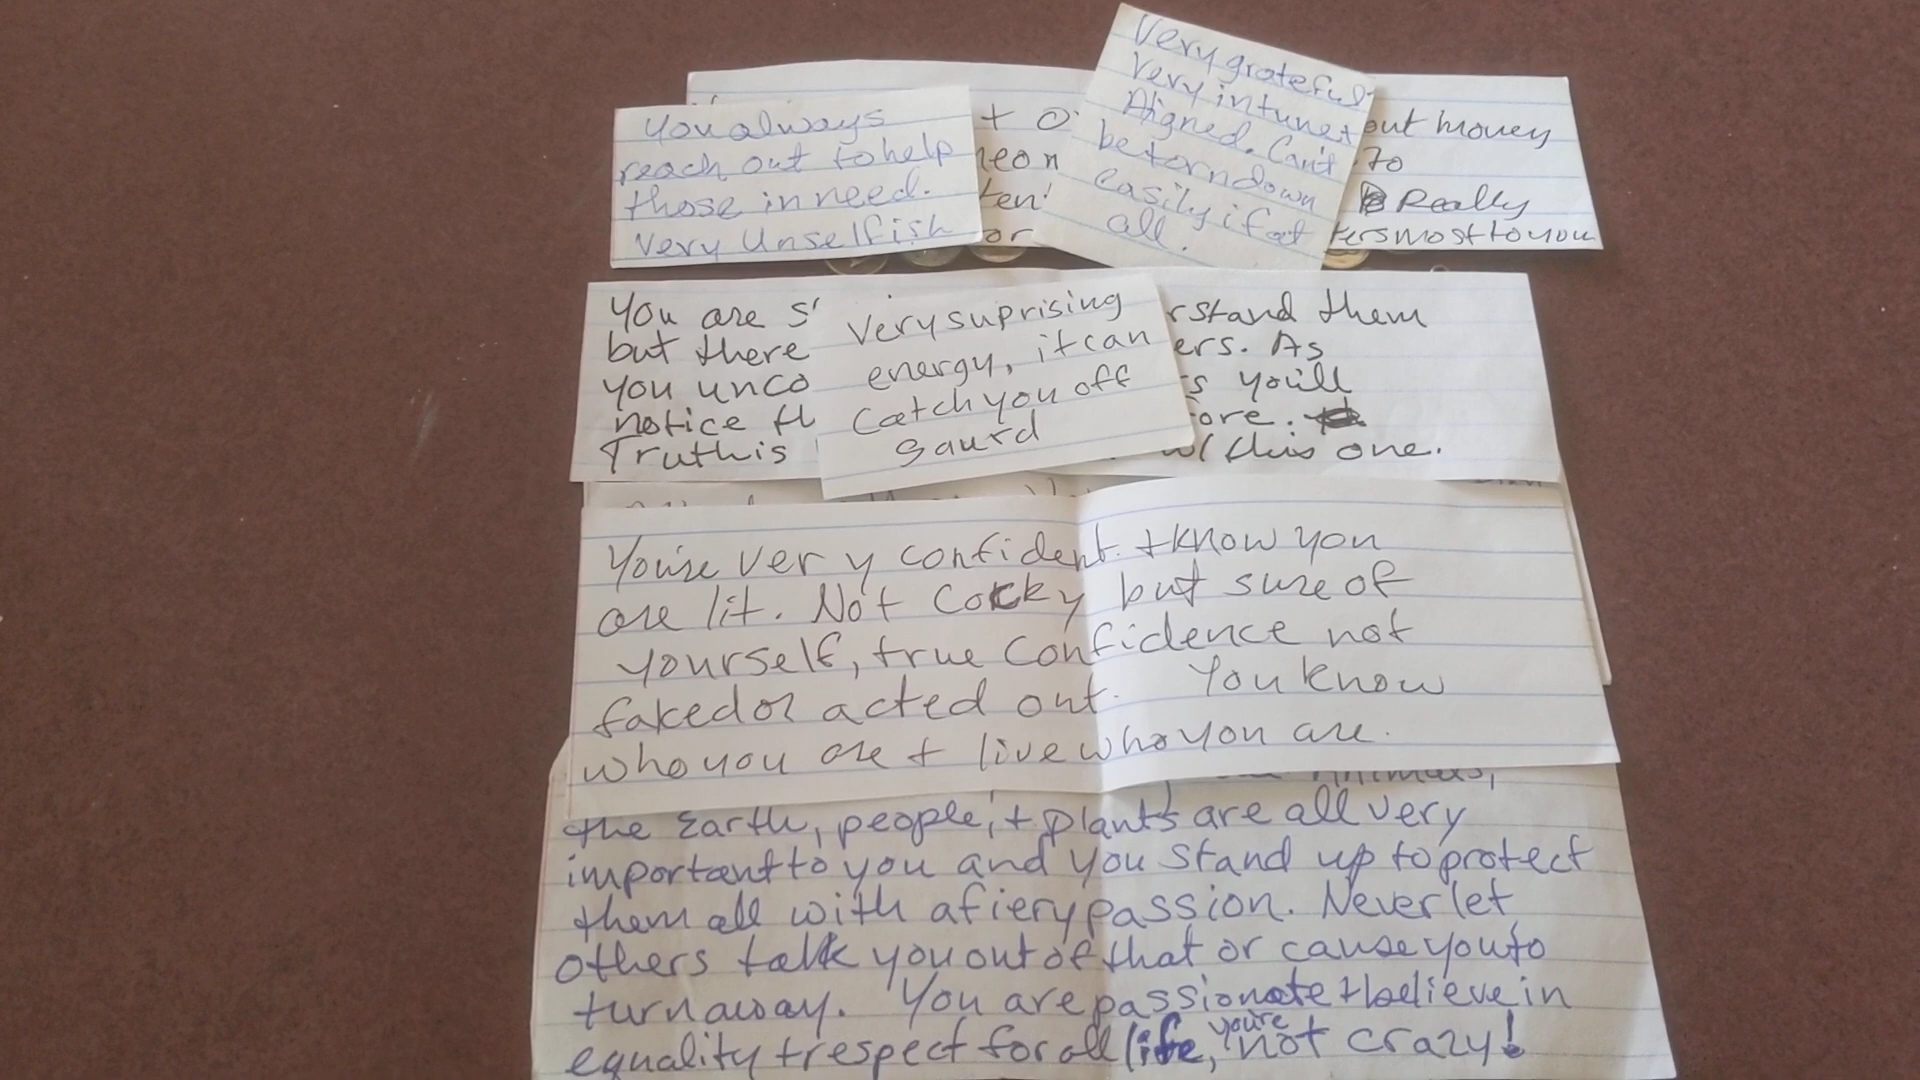 You always
reach out to help
those in need.
Very Unselfish
Very grateful
Very intune +
Aligned. Can't
be torn down
easily if at
all.
+ O
out money
to
Really
most to you
or
You are
but there
you
notice
Truth is
Very suprising
energy, it can
Catch you off
gaurd
them
As
you'll
w/ this one.
You're very confident + know you
are lit. Not Cocky but sure of
yourself, true Confidence not
faked or acted out. You know
who you are + live who you are.
Animals,
the Earth, people, + plants are all very
important to you and you stand up to protect
them all with a fiery passion. Never let
others talk you out of that or cause you to
turn away. You are passionate + believe in
equality + respect for all life, you're not crazy!